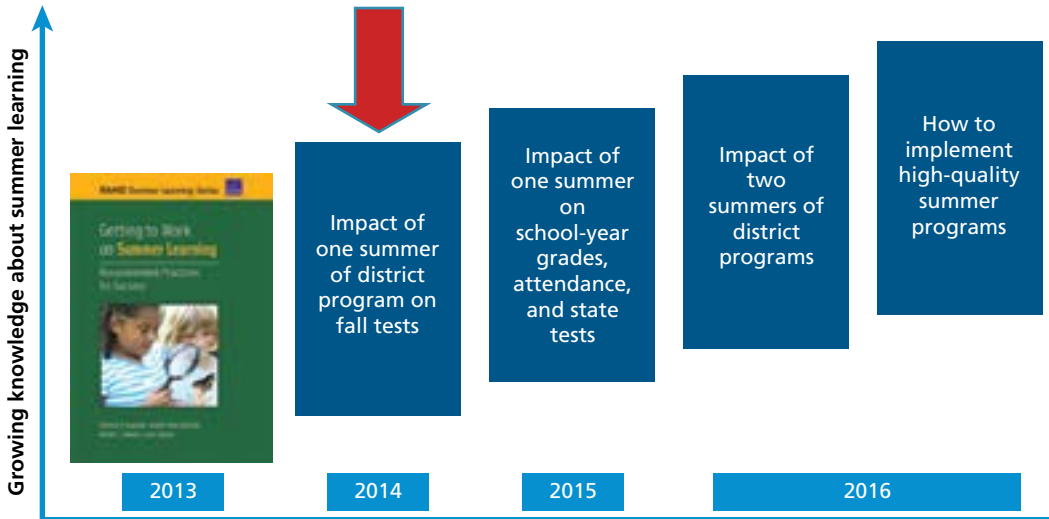 Growing knowledge about summer learning
RAND Summer Learning Series
Getting to Work
on Summer Learning
Recommended Practices
for Success
Impact of
one summer
of district
program on
fall tests
Impact of
one summer
on
school-year
grades,
attendance,
and state
tests
Impact of
two
summers of
district
programs
How to
implement
high-quality
summer
programs
2013
2014
2015
2016